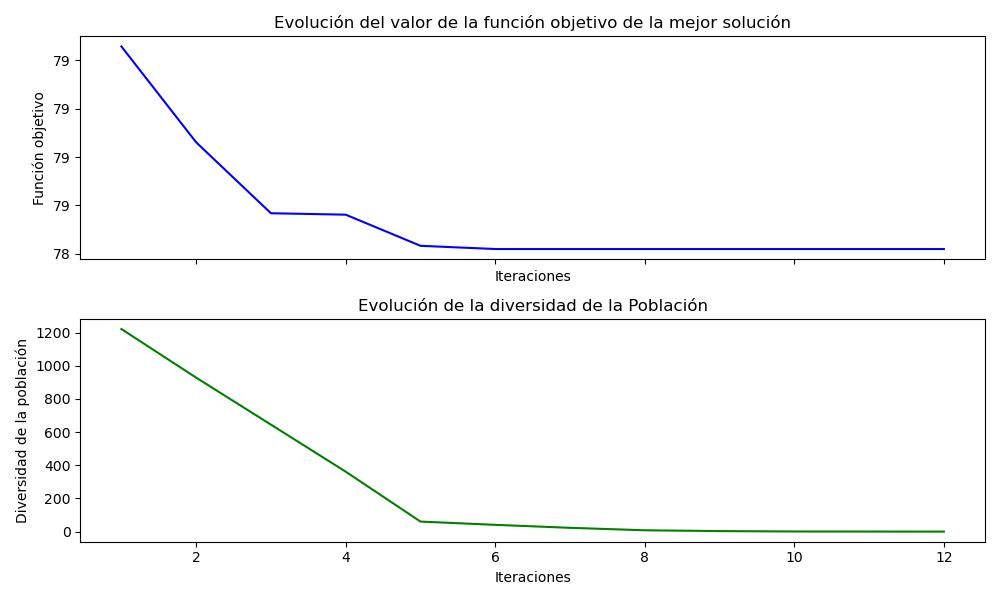 Evolución del valor de la función objetivo de la mejor solución
Función objetivo
79
79
79
79
78
Iteraciones
Evolución de la diversidad de la Población
Diversidad de la población
1200
1000
800
600
400
200
0
2 4 6 8 10 12
Iteraciones